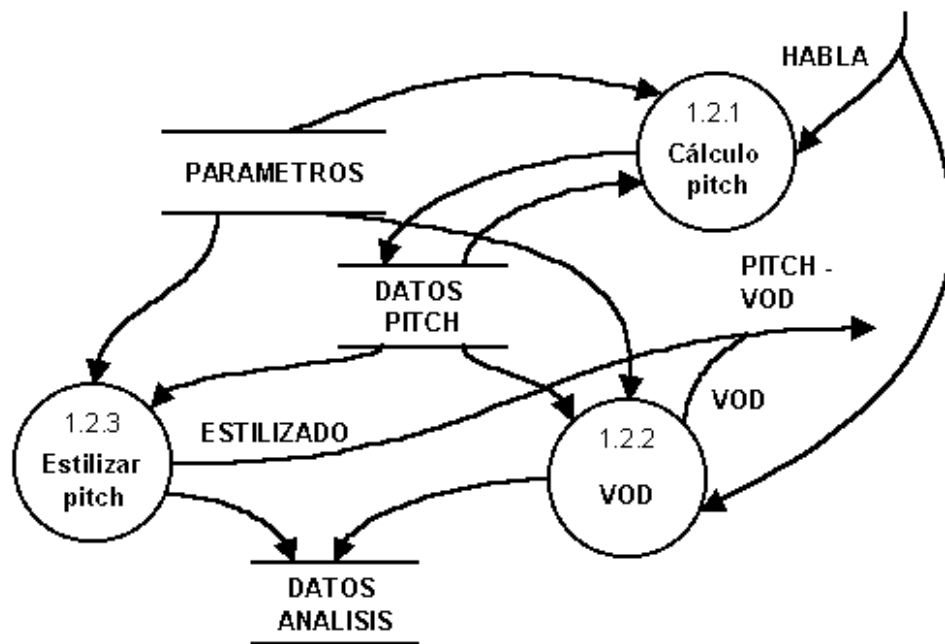 HABLA
1.2.1
Cálculo
pitch
PARAMETROS
DATOS
PITCH
PITCH -
VOD
1.2.3
Estilizar
pitch
ESTILIZADO
VOD
1.2.2
VOD
DATOS
ANALISIS